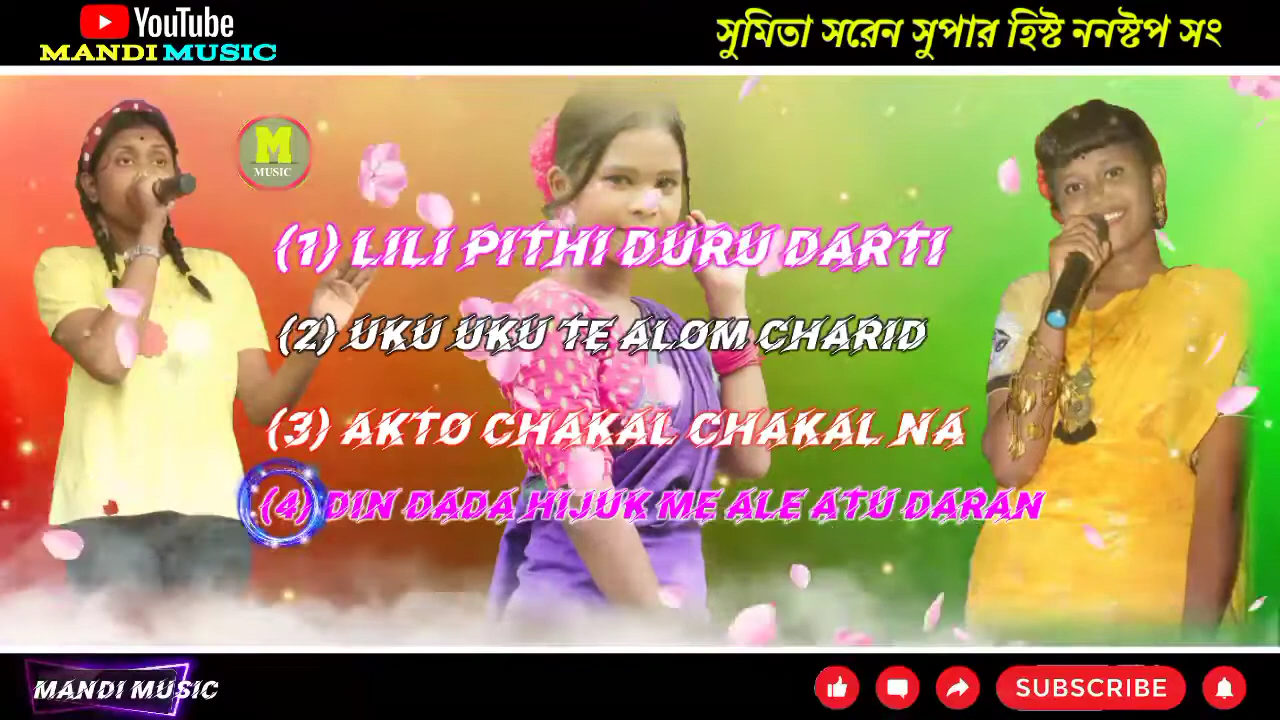 YouTube
MANDI MUSIC
সুমিতা সরেন সুপার হিস্ট ননস্টপ সং
M
MUSIC
(1) LILI PITHI DURU DARTI
(2) UKU UKU TE ALOM CHARID
(3) AKTO CHAKAL CHAKAL NA
(4) DIN DADA HIJUK ME ALE ATU DARAN
MANDI MUSIC
SUBSCRIBE